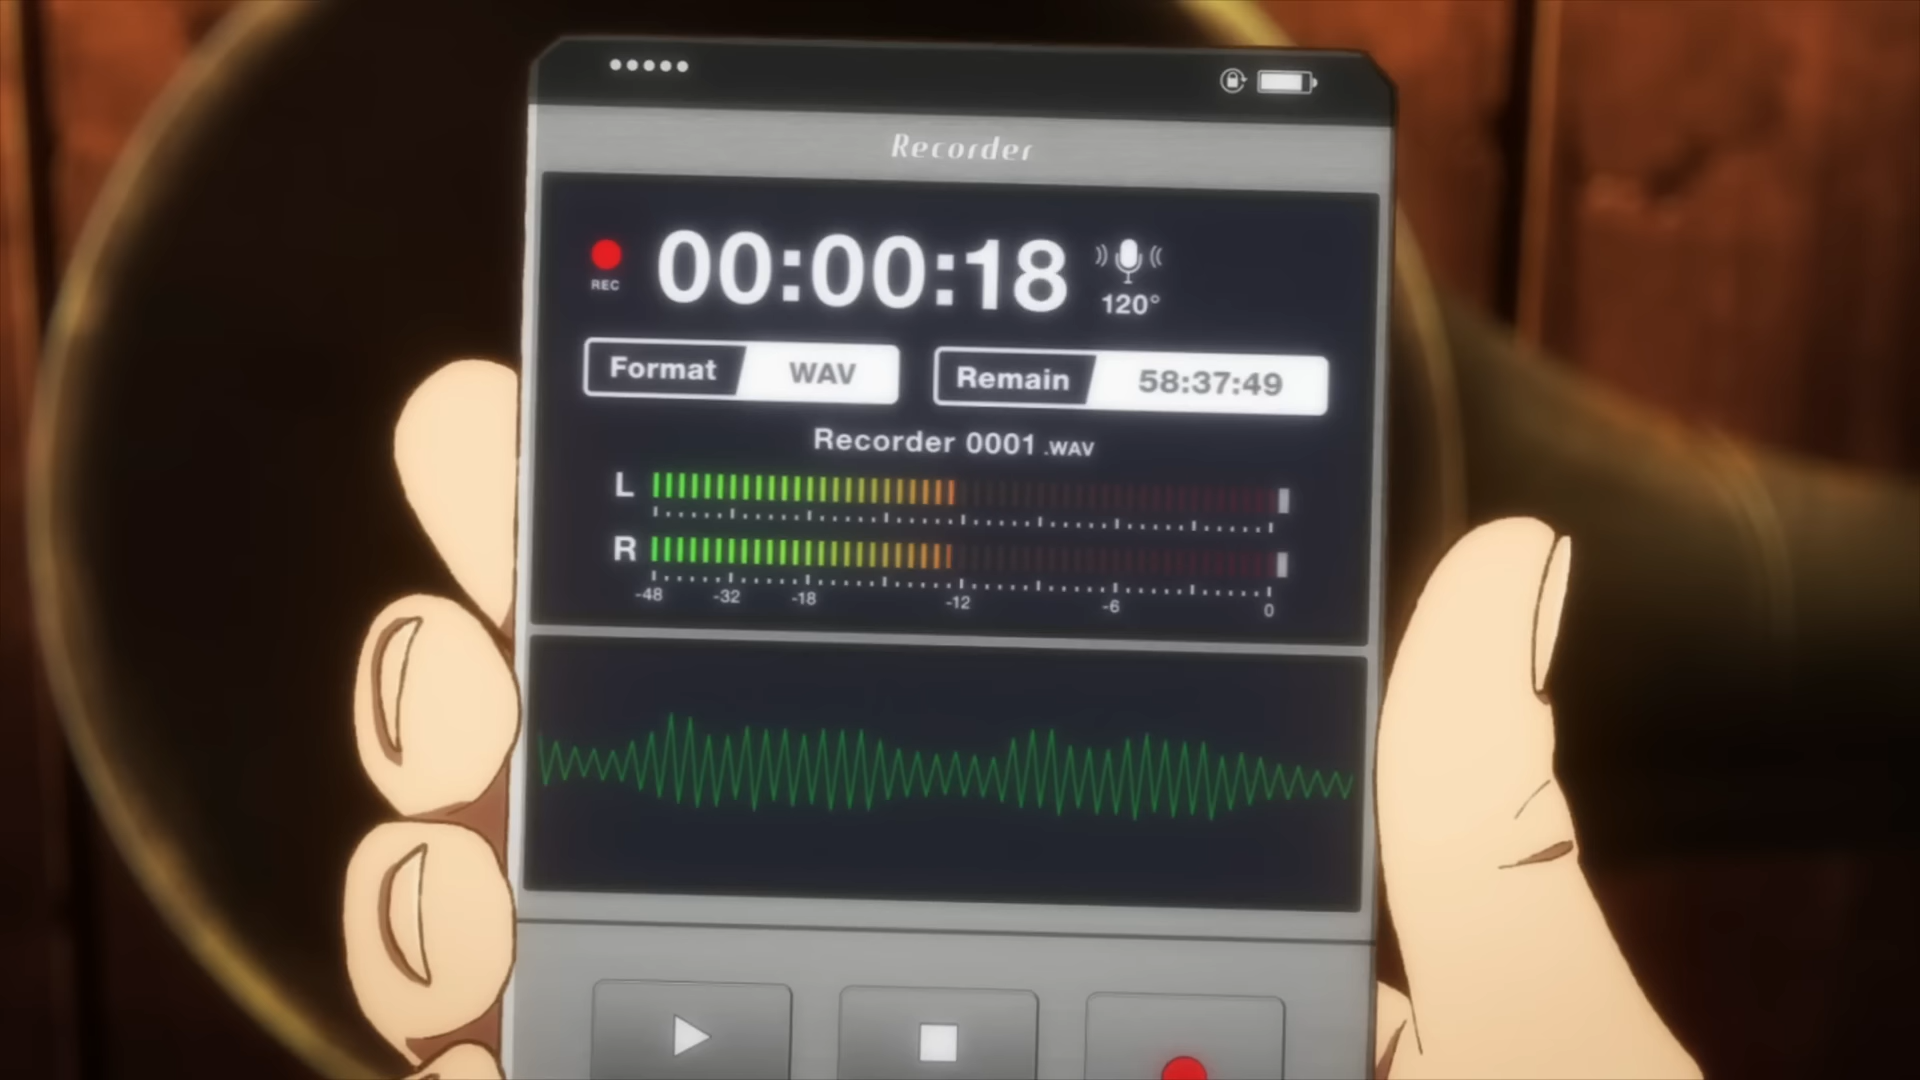 Recorder
00:00:18
REC
120°
Format WAV
Remain 58:37:49
Recorder 0001.WAV
L
R
-48 -32 -18 -12 -6 0